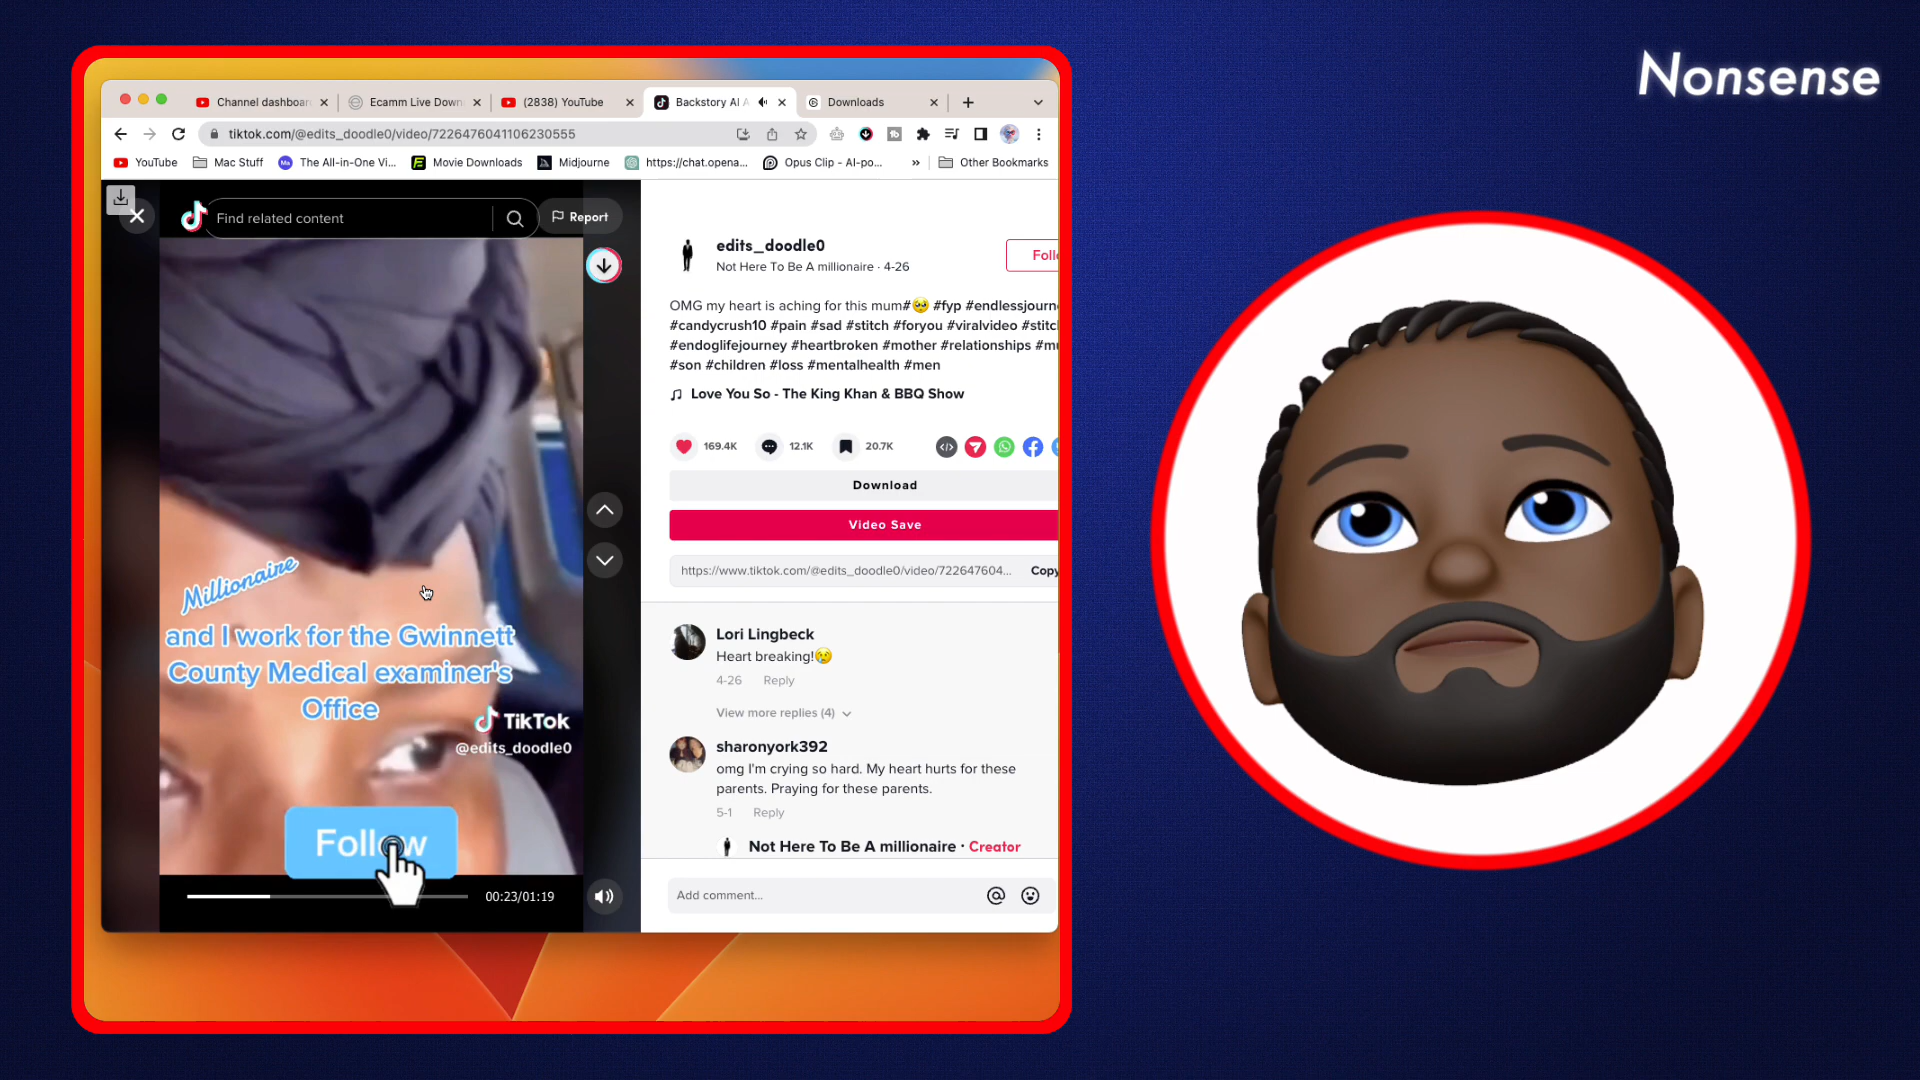 Nonsense
Channel dashboar
Ecamm Live Down
(2838) YouTube
Backstory AI A
Downloads
tiktok.com/@edits_doodle0/video/7226476041106230555
YouTube
Mac Stuff
The All-in-One Vi...
Movie Downloads
Midjourne
https://chat.opena...
Opus Clip - AI-po...
»
Other Bookmarks
Find related content
Report
Millionaire
and I work for the Gwinnett
County Medical examiner's
Office
TikTok
@edits_doodle0
Follow
00:23/01:19
edits_doodle0
Not Here To Be A millionaire · 4-26
Foll
OMG my heart is aching for this mum#🥺 #fyp #endlessjourn
#candycrush10 #pain #sad #stitch #foryou #viralvideo #stitc
#endoglifejourney #heartbroken #mother #relationships #mu
#son #children #loss #mentalhealth #men
Love You So - The King Khan & BBQ Show
169.4K
12.1K
20.7K
Download
Video Save
https://www.tiktok.com/@edits_doodle0/video/722647604...
Copy
Lori Lingbeck
Heart breaking!😢
4-26 Reply
View more replies (4)
sharonyork392
omg I'm crying so hard. My heart hurts for these
parents. Praying for these parents.
5-1 Reply
Not Here To Be A millionaire · Creator
Add comment...